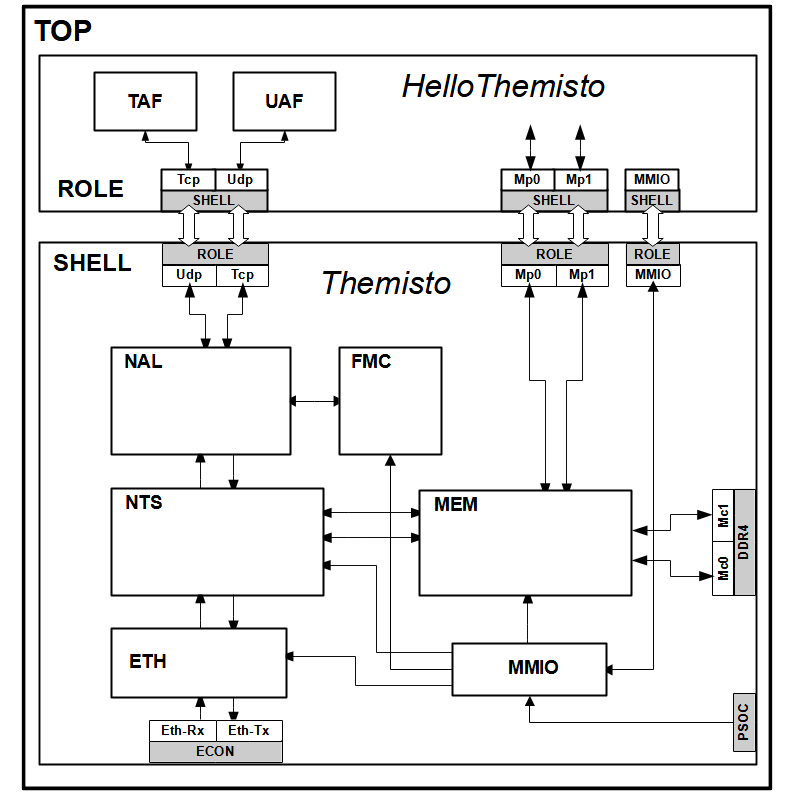 TOP
HelloThemisto
TAF
UAF
Tcp
Udp
SHELL
Mp0
Mp1
SHELL
MMIO
SHELL
ROLE
SHELL
ROLE
Udp
Tcp
ROLE
Mp0
Mp1
ROLE
MMIO
Themisto
NAL
FMC
NTS
MEM
Mc1
Mc0
DDR4
ETH
MMIO
PSOC
Eth-Rx
Eth-Tx
ECON